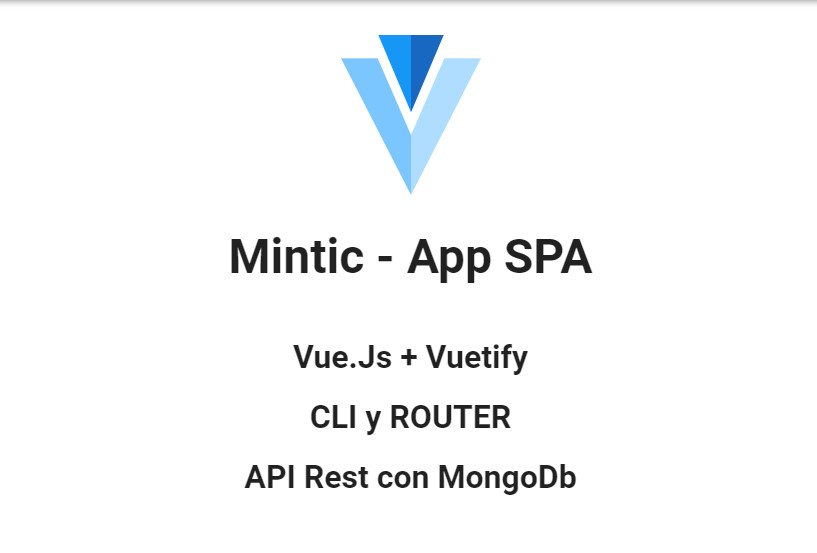 Mintic - App SPA
Vue.Js + Vuetify
CLI y ROUTER
API Rest con MongoDb